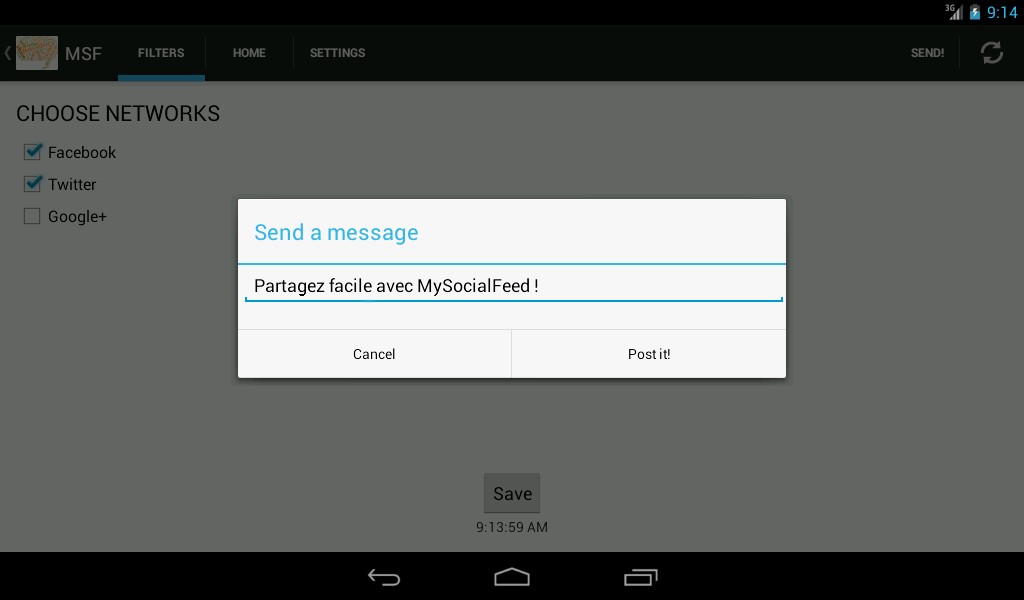 3G 9:14
MSF FILTERS HOME SETTINGS SEND!
CHOOSE NETWORKS
Facebook
Twitter
Google+
Send a message
Partagez facile avec MySocialFeed !
Cancel Post it!
Save
9:13:59 AM